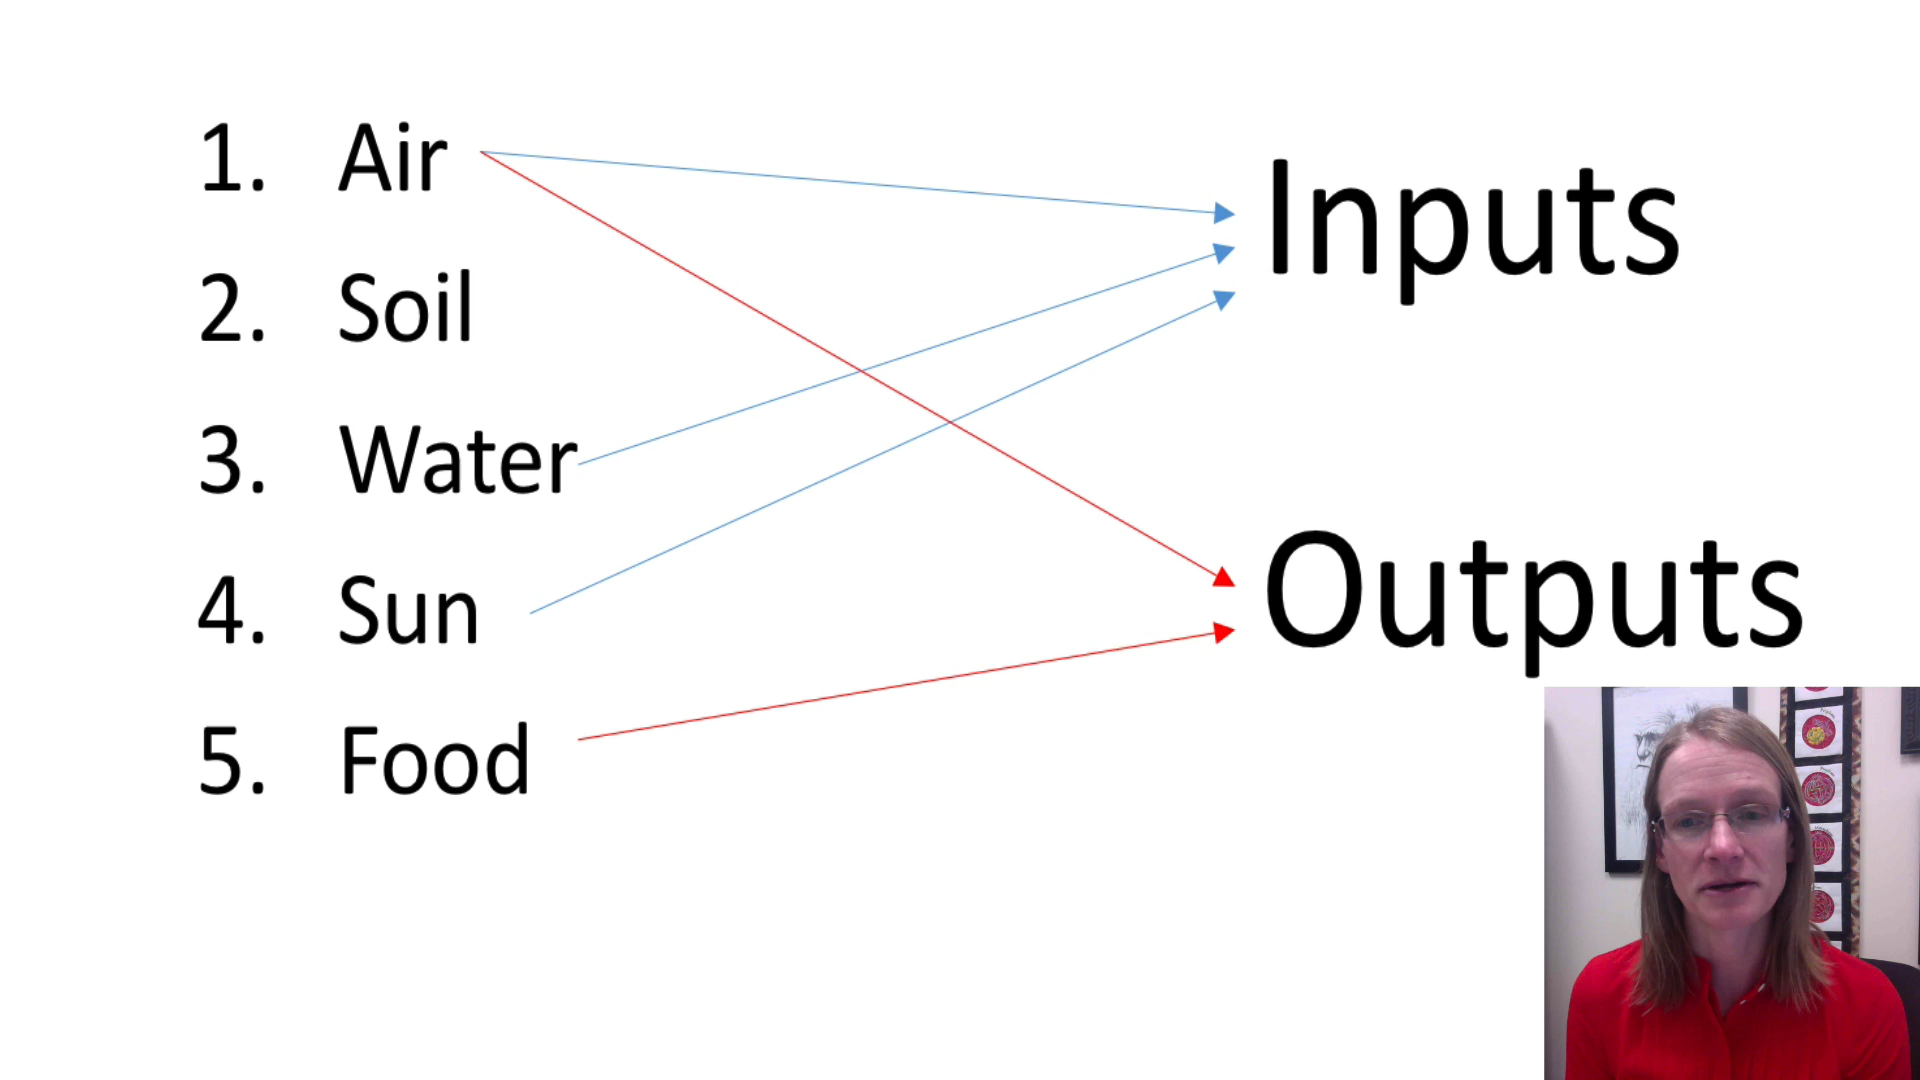 1. Air
2. Soil
3. Water
4. Sun
5. Food
Inputs
Outputs